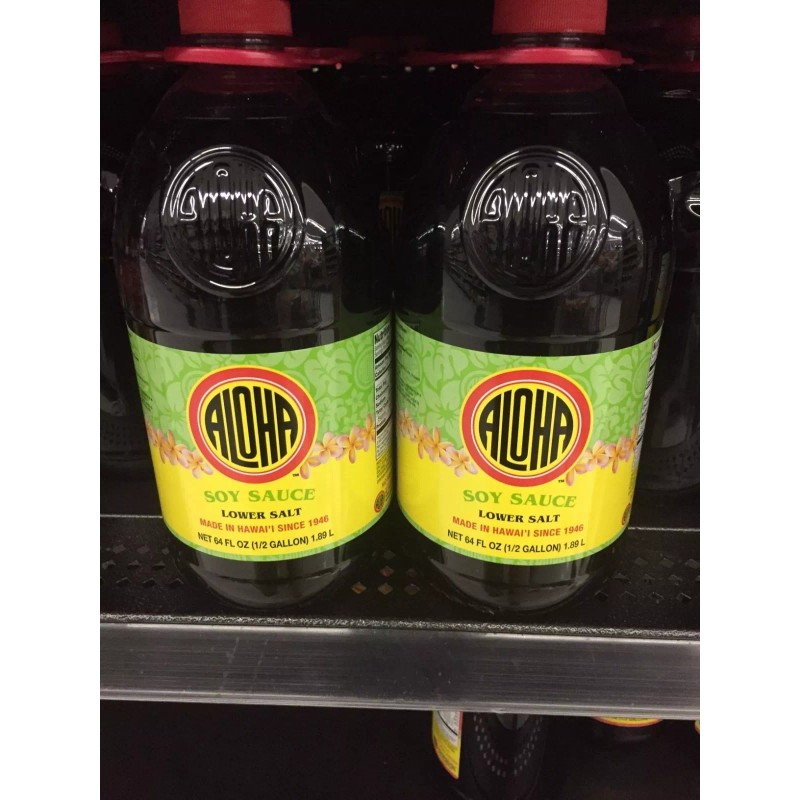 ALOHA
™
SOY SAUCE
LOWER SALT
MADE IN HAWAI'I SINCE 1946
NET 64 FL OZ (1/2 GALLON) 1.89 L
ALOHA
™
SOY SAUCE
LOWER SALT
MADE IN HAWAI'I SINCE 1946
NET 64 FL OZ (1/2 GALLON) 1.89 L